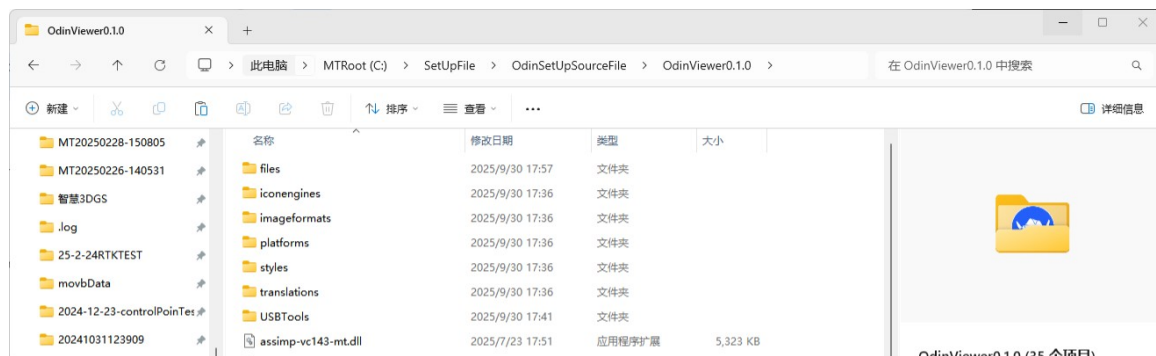 OdinViewer0.1.0
此电脑 > MTRoot (C:) > SetUpFile > OdinSetUpSourceFile > OdinViewer0.1.0 >
在 OdinViewer0.1.0 中搜索
新建 排序 查看 ... 详细信息
名称 修改日期 类型 大小
MT20250228-150805
MT20250226-140531
智慧3DGS
.log
25-2-24RTKTEST
movbData
2024-12-23-controlPoinTes
20241031123909
files 2025/9/30 17:57 文件夹
iconengines 2025/9/30 17:36 文件夹
imageformats 2025/9/30 17:36 文件夹
platforms 2025/9/30 17:36 文件夹
styles 2025/9/30 17:36 文件夹
translations 2025/9/30 17:36 文件夹
USBTools 2025/9/30 17:41 文件夹
assimp-vc143-mt.dll 2025/7/23 17:51 应用程序扩展 5,323 KB
OdinViewer0.1.0 (35 个项目)